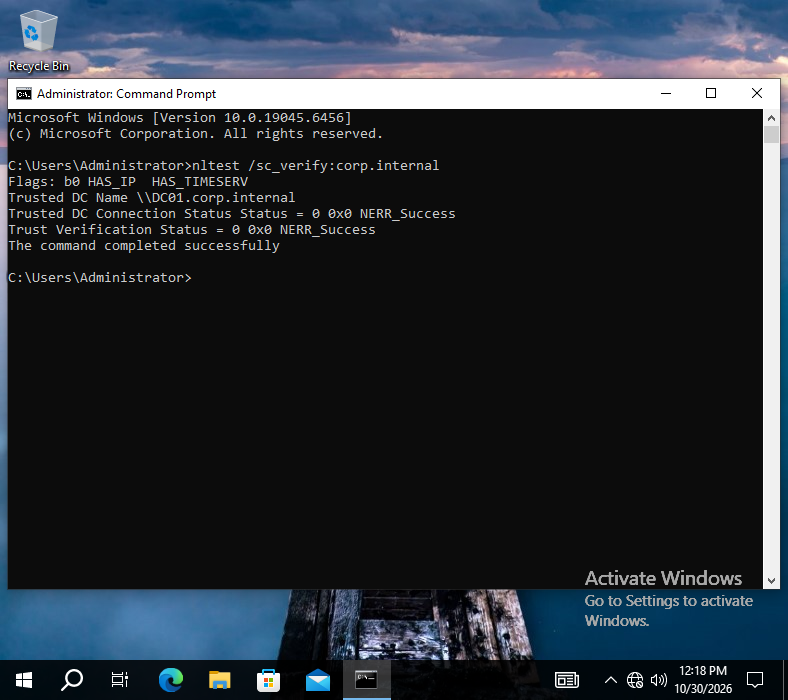 Recycle Bin
Administrator: Command Prompt
Microsoft Windows [Version 10.0.19045.6456]
(c) Microsoft Corporation. All rights reserved.
C:\Users\Administrator>nltest /sc_verify:corp.internal
Flags: b0 HAS_IP  HAS_TIMESERV
Trusted DC Name \\DC01.corp.internal
Trusted DC Connection Status Status = 0 0x0 NERR_Success
Trust Verification Status = 0 0x0 NERR_Success
The command completed successfully
C:\Users\Administrator>
Activate Windows
Go to Settings to activate
Windows.
12:18 PM
10/30/2026